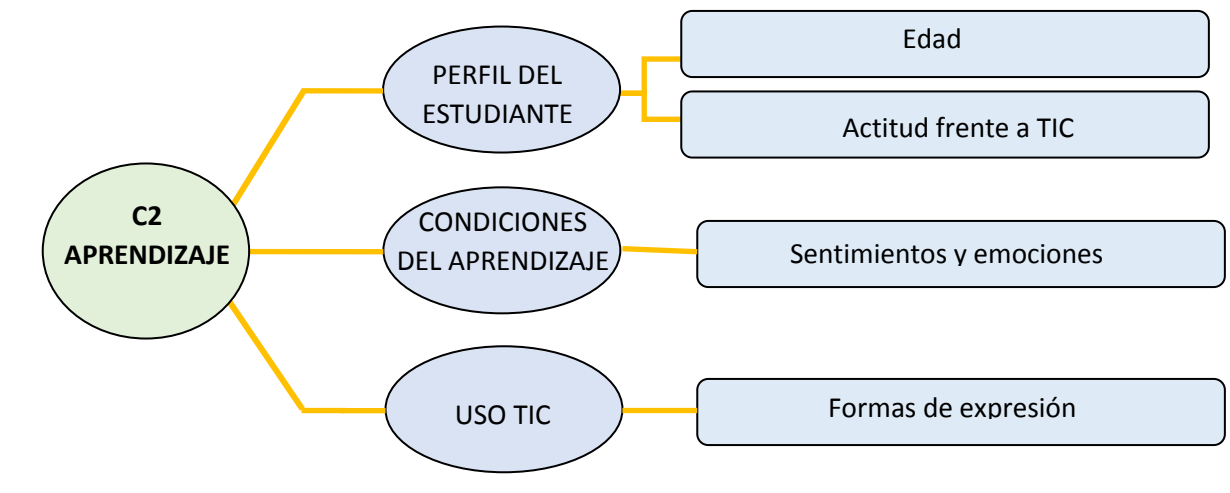 C2
APRENDIZAJE
PERFIL DEL
ESTUDIANTE
Edad
Actitud frente a TIC
CONDICIONES
DEL APRENDIZAJE
Sentimientos y emociones
USO TIC
Formas de expresión